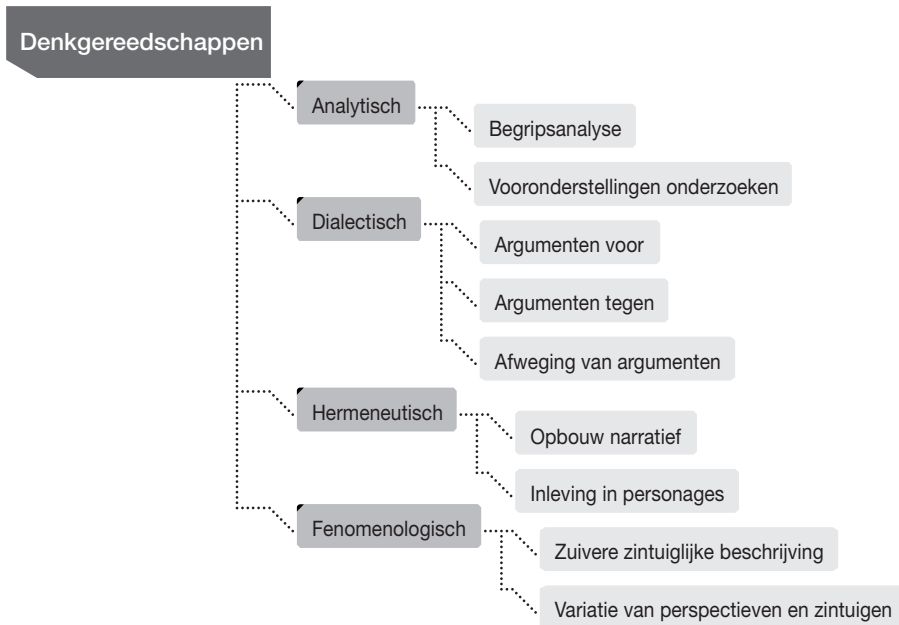 Denkgereedschappen
Analytisch
Begripsanalyse
Vooronderstellingen onderzoeken
Dialectisch
Argumenten voor
Argumenten tegen
Afweging van argumenten
Hermeneutisch
Opbouw narratief
Inleving in personages
Fenomenologisch
Zuivere zintuiglijke beschrijving
Variatie van perspectieven en zintuigen